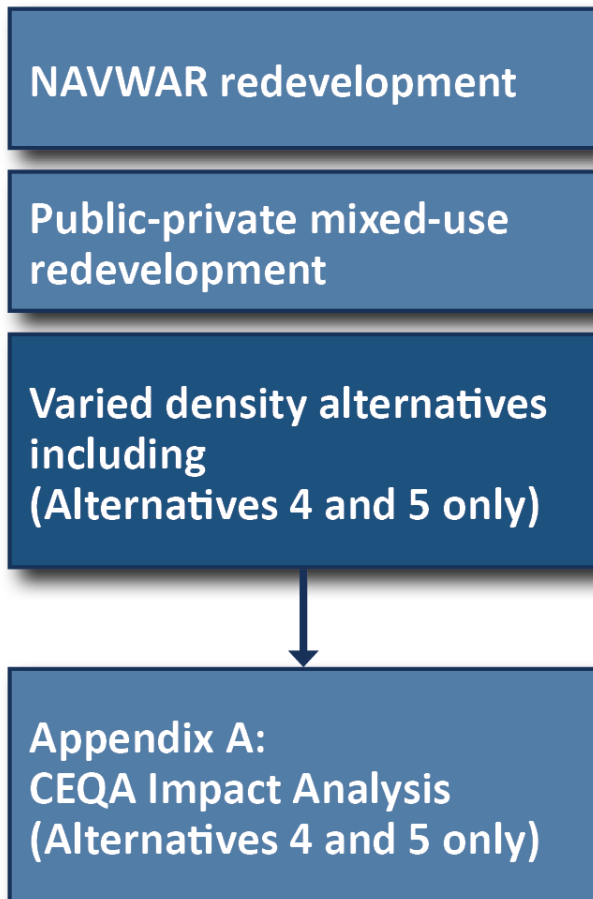 NAVWAR redevelopment
Public-private mixed-use
redevelopment
Varied density alternatives
including
(Alternatives 4 and 5 only)
Appendix A:
CEQA Impact Analysis
(Alternatives 4 and 5 only)